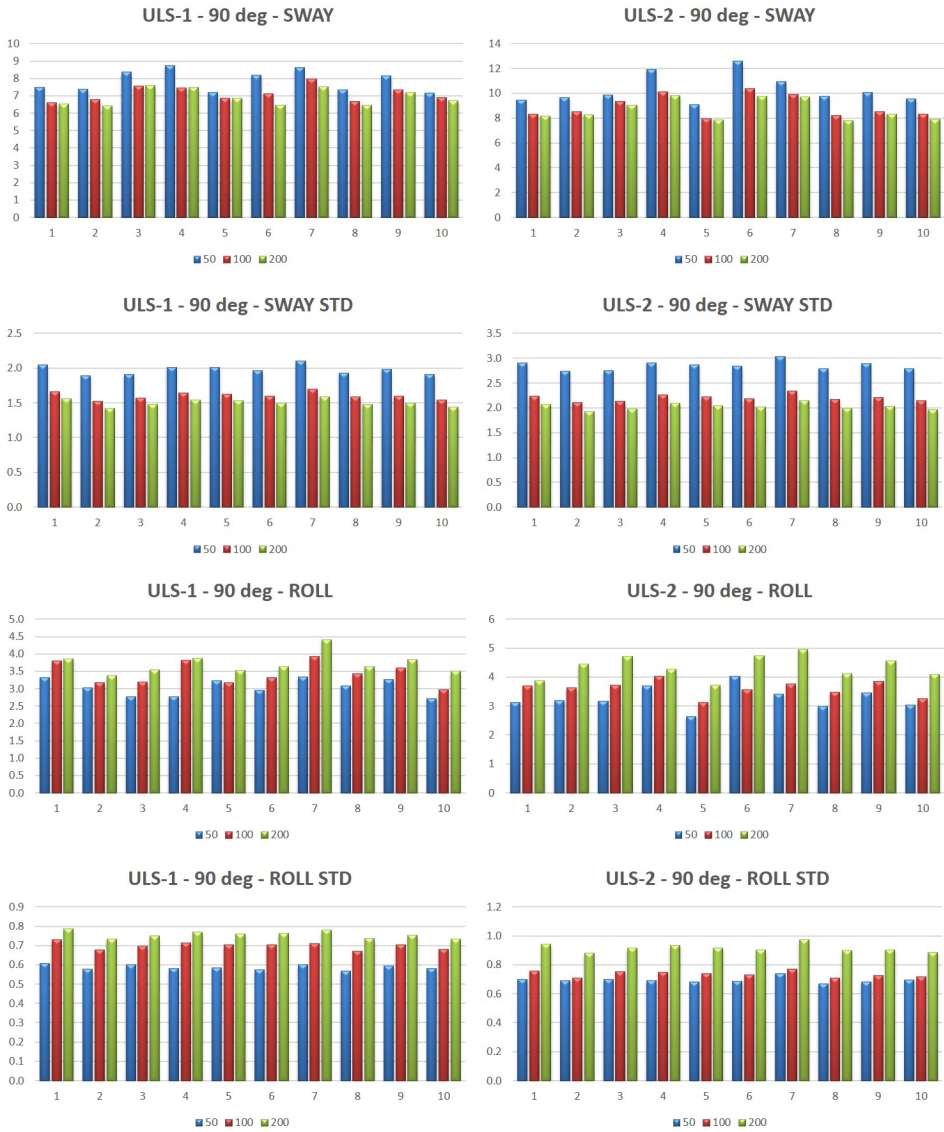 ULS-1 - 90 deg - SWAY
10
9
8
7
6
5
4
3
2
1
0
1 2 3 4 5 6 7 8 9 10
50 100 200
ULS-2 - 90 deg - SWAY
14
12
10
8
6
4
2
0
1 2 3 4 5 6 7 8 9 10
50 100 200
ULS-1 - 90 deg - SWAY STD
2.5
2.0
1.5
1.0
0.5
0.0
1 2 3 4 5 6 7 8 9 10
50 100 200
ULS-2 - 90 deg - SWAY STD
3.5
3.0
2.5
2.0
1.5
1.0
0.5
0.0
1 2 3 4 5 6 7 8 9 10
50 100 200
ULS-1 - 90 deg - ROLL
5.0
4.5
4.0
3.5
3.0
2.5
2.0
1.5
1.0
0.5
0.0
1 2 3 4 5 6 7 8 9 10
50 100 200
ULS-2 - 90 deg - ROLL
6
5
4
3
2
1
0
1 2 3 4 5 6 7 8 9 10
50 100 200
ULS-1 - 90 deg - ROLL STD
0.9
0.8
0.7
0.6
0.5
0.4
0.3
0.2
0.1
0.0
1 2 3 4 5 6 7 8 9 10
50 100 200
ULS-2 - 90 deg - ROLL STD
1.2
1.0
0.8
0.6
0.4
0.2
0.0
1 2 3 4 5 6 7 8 9 10
50 100 200